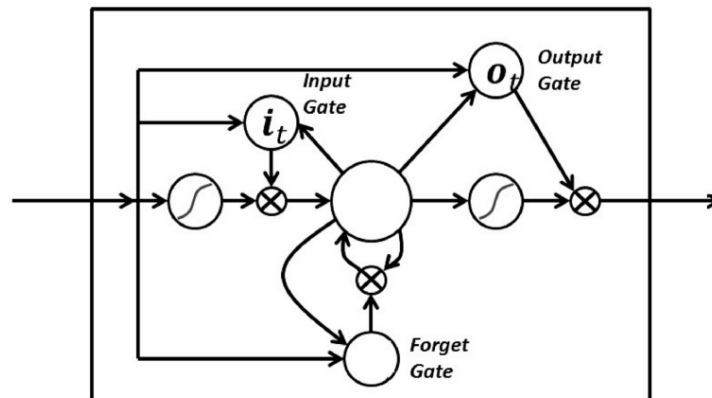 Output
Gate
o_t
Input
Gate
i_t
Forget
Gate